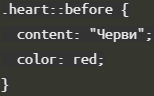 .heart::before {
  content: "Черви";
  color: red;
}